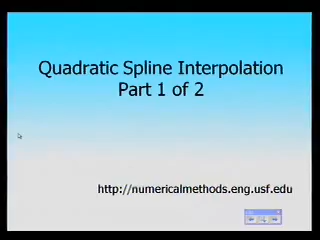 Quadratic Spline Interpolation
Part 1 of 2
http://numericalmethods.eng.usf.edu